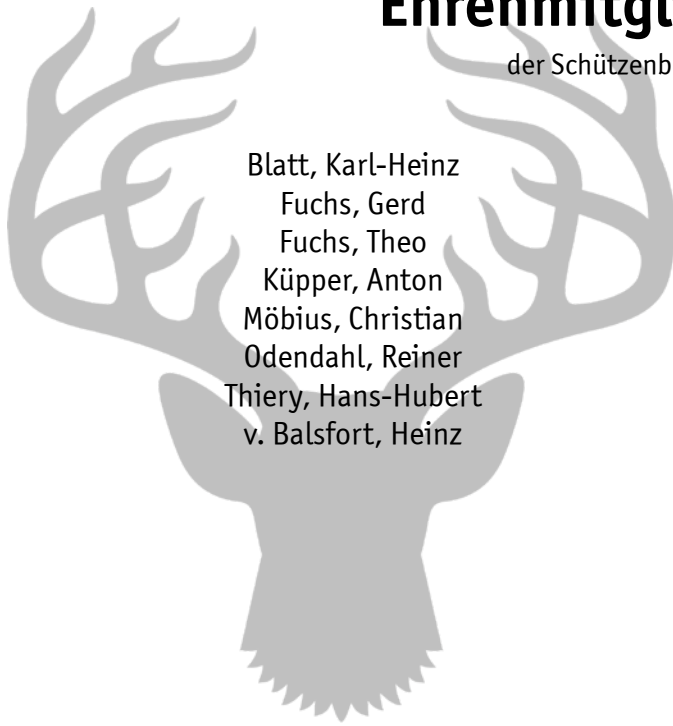 Ehrenmitgl
der Schützenb
Blatt, Karl-Heinz
Fuchs, Gerd
Fuchs, Theo
Küpper, Anton
Möbius, Christian
Odendahl, Reiner
Thiery, Hans-Hubert
v. Balsfort, Heinz